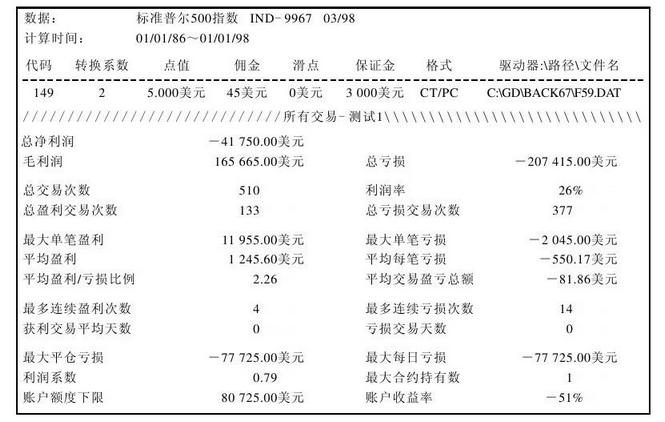 数据: 标准普尔500指数 IND-9967 03/98
计算时间: 01/01/86～01/01/98
代码 转换系数 点值 佣金 滑点 保证金 格式 驱动器:\路径\文件名
149 2 5.000美元 45美元 0美元 3 000美元 CT/PC C:\GD\BACK67\F59.DAT
//////////////////////////////所有交易-测试1\\\\\\\\\\\\\\\\\\\\\\\\\\\\\\
总净利润 －41 750.00美元
毛利润 165 665.00美元 总亏损 －207 415.00美元
总交易次数 510 利润率 26%
总盈利交易次数 133 总亏损交易次数 377
最大单笔盈利 11 955.00美元 最大单笔亏损 －2 045.00美元
平均盈利 1 245.60美元 平均每笔亏损 －550.17美元
平均盈利/亏损比例 2.26 平均交易盈亏总额 －81.86美元
最多连续盈利次数 4 最多连续亏损次数 14
获利交易平均天数 0 亏损交易天数 0
最大平仓亏损 －77 725.00美元 最大每日亏损 －77 725.00美元
利润系数 0.79 最大合约持有数 1
账户额度下限 80 725.00美元 账户收益率 －51%